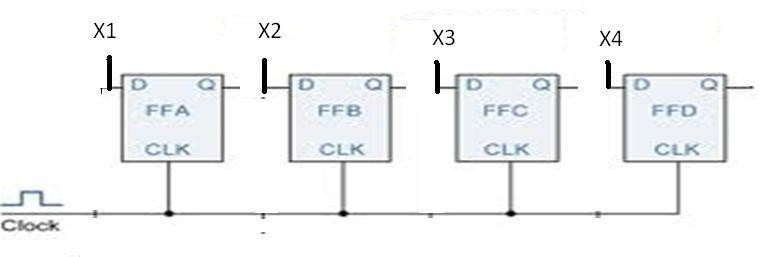 X1 X2 X3 X4
D Q D Q D Q D Q
FFA FFB FFC FFD
CLK CLK CLK CLK
Clock